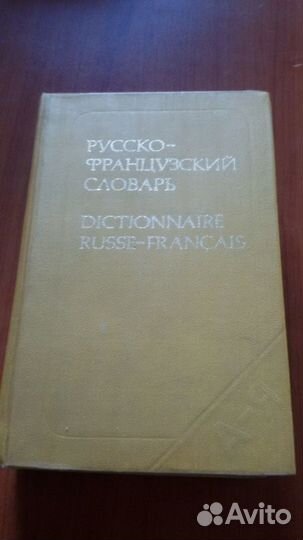 РУССКО-
ФРАНЦУЗСКИЙ
СЛОВАРЬ
DICTIONNAIRE
RUSSE-FRANÇAIS
Avito